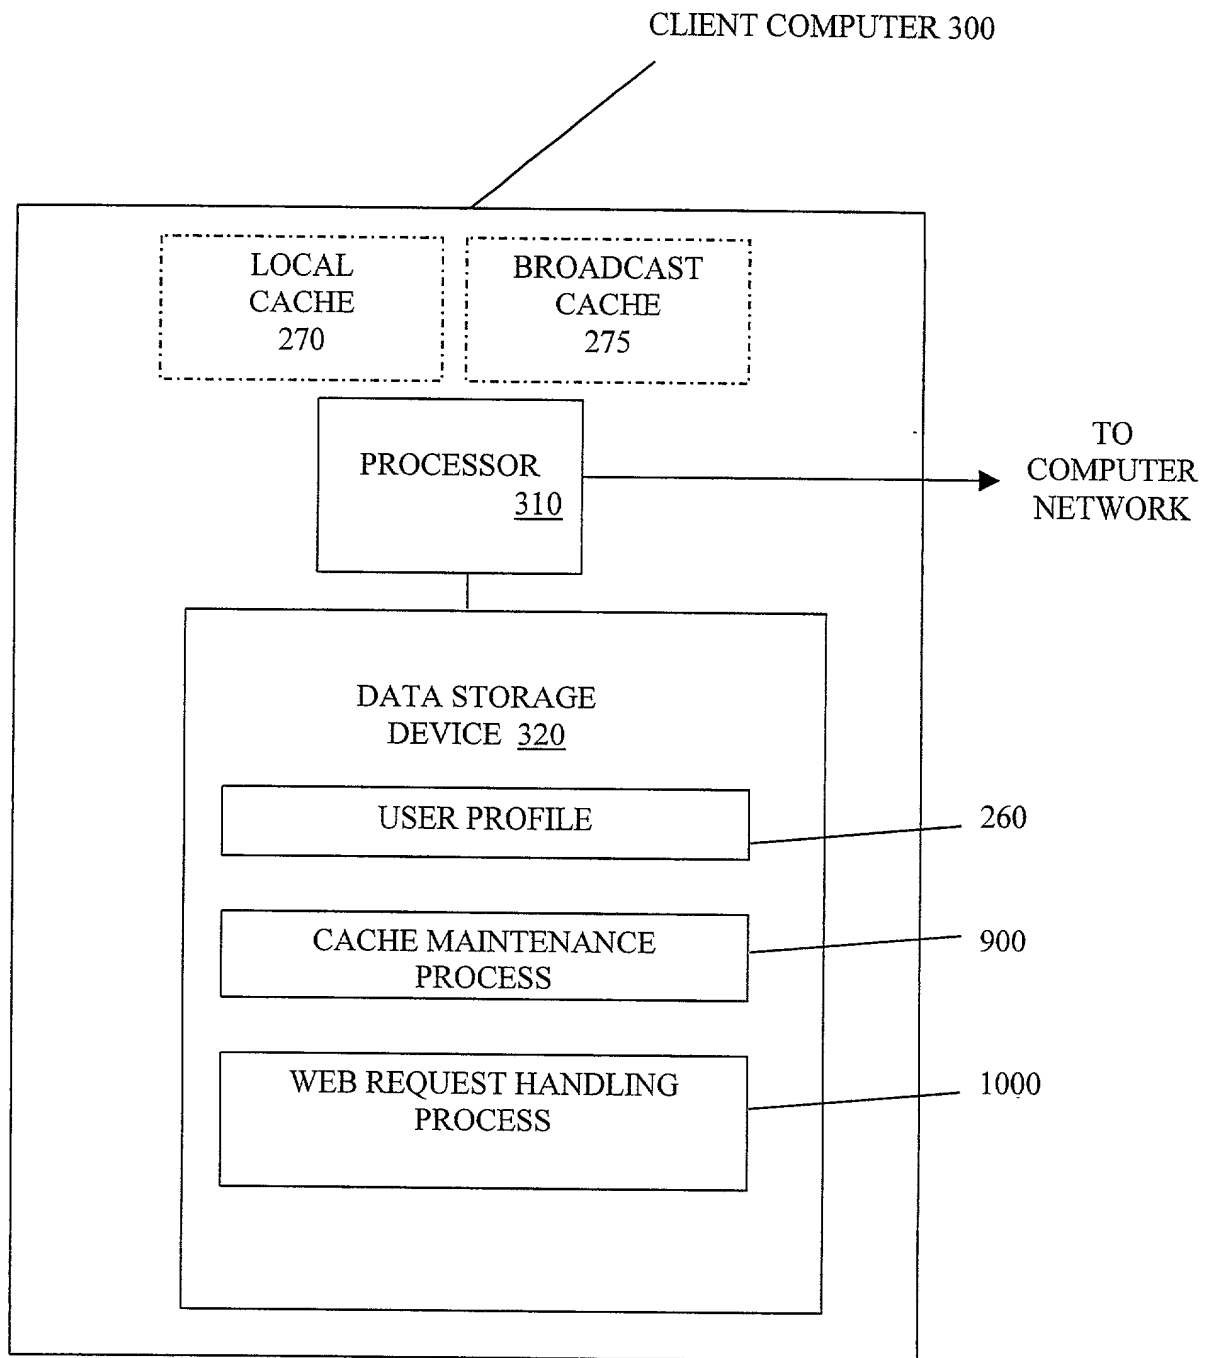 CLIENT COMPUTER 300
LOCAL
CACHE
270
BROADCAST
CACHE
275
PROCESSOR
310
TO
COMPUTER
NETWORK
DATA STORAGE
DEVICE 320
USER PROFILE
260
CACHE MAINTENANCE
PROCESS
900
WEB REQUEST HANDLING
PROCESS
1000